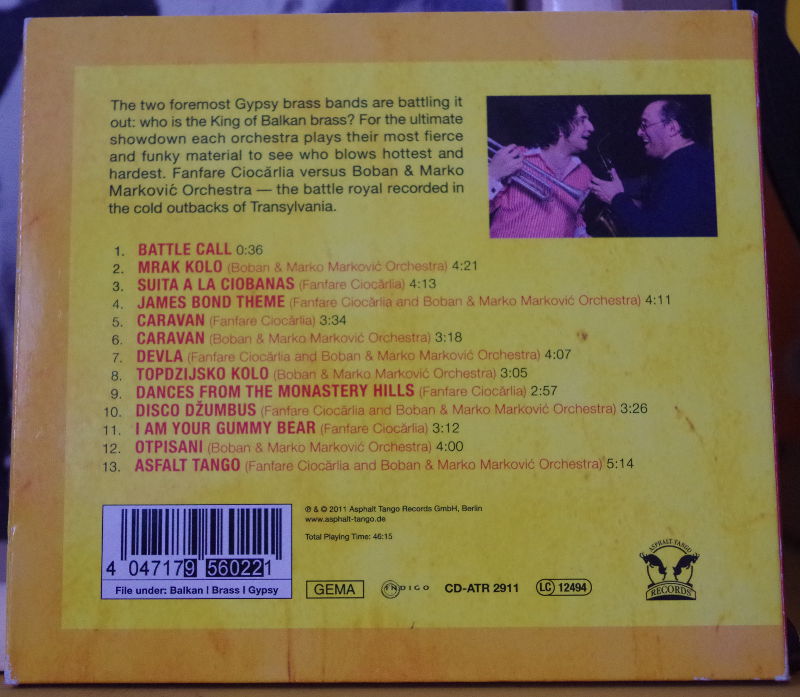 The two foremost Gypsy brass bands are battling it
out: who is the King of Balkan brass? For the ultimate
showdown each orchestra plays their most fierce
and funky material to see who blows hottest and
hardest. Fanfare Ciocărlia versus Boban & Marko
Marković Orchestra — the battle royal recorded in
the cold outbacks of Transylvania.
1. BATTLE CALL 0:36
2. MRAK KOLO (Boban & Marko Marković Orchestra) 4:21
3. SUITA A LA CIOBANAS (Fanfare Ciocărlia) 4:13
4. JAMES BOND THEME (Fanfare Ciocărlia and Boban & Marko Marković Orchestra) 4:11
5. CARAVAN (Fanfare Ciocărlia) 3:34
6. CARAVAN (Boban & Marko Marković Orchestra) 3:18
7. DEVLA (Fanfare Ciocărlia and Boban & Marko Marković Orchestra) 4:07
8. TOPDZIJSKO KOLO (Boban & Marko Marković Orchestra) 3:05
9. DANCES FROM THE MONASTERY HILLS (Fanfare Ciocărlia) 2:57
10. DISCO DŽUMBUS (Fanfare Ciocărlia and Boban & Marko Marković Orchestra) 3:26
11. I AM YOUR GUMMY BEAR (Fanfare Ciocărlia) 3:12
12. OTPISANI (Boban & Marko Marković Orchestra) 4:00
13. ASFALT TANGO (Fanfare Ciocărlia and Boban & Marko Marković Orchestra) 5:14
℗ & © 2011 Asphalt Tango Records GmbH, Berlin
www.asphalt-tango.de
Total Playing Time: 46:15
4 047179 560221
File under: Balkan | Brass | Gypsy
GEMA
INDIGO
CD-ATR 2911
LC 12494
ASPHALT-TANGO
RECORDS